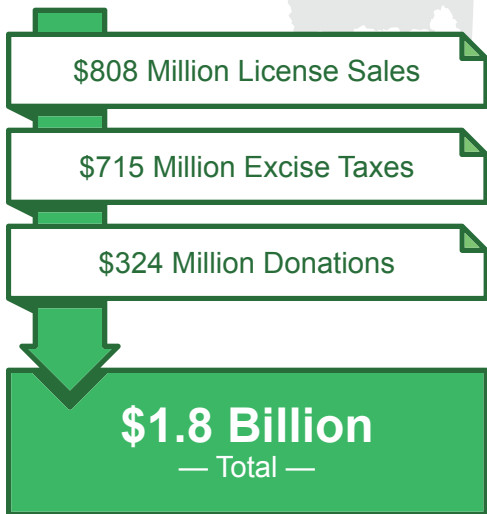 $808 Million License Sales
$715 Million Excise Taxes
$324 Million Donations
$1.8 Billion
— Total —